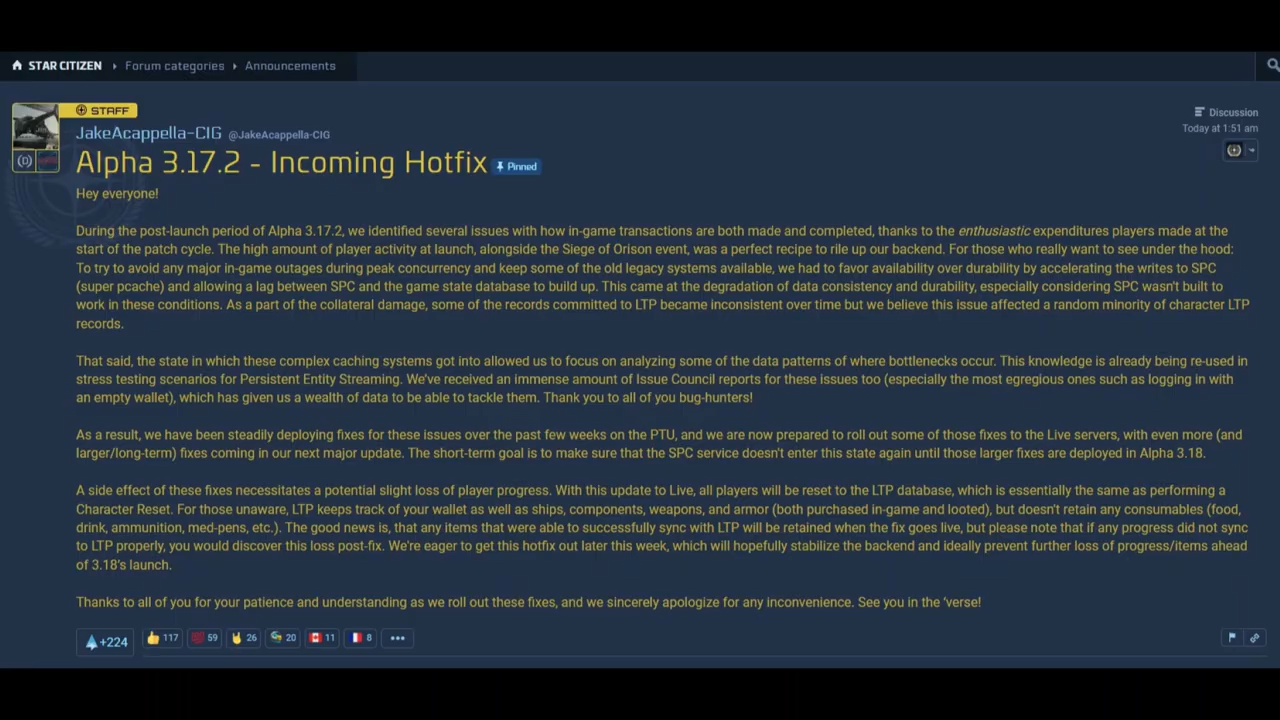 STAR CITIZEN Forum categories Announcements
STAFF
JakeAcappella-CIG @JakeAcappella-CIG
Discussion
Today at 1:51 am
Alpha 3.17.2 - Incoming Hotfix Pinned
Hey everyone!
During the post-launch period of Alpha 3.17.2, we identified several issues with how in-game transactions are both made and completed, thanks to the enthusiastic expenditures players made at the
start of the patch cycle. The high amount of player activity at launch, alongside the Siege of Orison event, was a perfect recipe to rile up our backend. For those who really want to see under the hood:
To try to avoid any major in-game outages during peak concurrency and keep some of the old legacy systems available, we had to favor availability over durability by accelerating the writes to SPC
(super pcache) and allowing a lag between SPC and the game state database to build up. This came at the degradation of data consistency and durability, especially considering SPC wasn't built to
work in these conditions. As a part of the collateral damage, some of the records committed to LTP became inconsistent over time but we believe this issue affected a random minority of character LTP
records.
That said, the state in which these complex caching systems got into allowed us to focus on analyzing some of the data patterns of where bottlenecks occur. This knowledge is already being re-used in
stress testing scenarios for Persistent Entity Streaming. We've received an immense amount of Issue Council reports for these issues too (especially the most egregious ones such as logging in with
an empty wallet), which has given us a wealth of data to be able to tackle them. Thank you to all of you bug-hunters!
As a result, we have been steadily deploying fixes for these issues over the past few weeks on the PTU, and we are now prepared to roll out some of those fixes to the Live servers, with even more (and
larger/long-term) fixes coming in our next major update. The short-term goal is to make sure that the SPC service doesn't enter this state again until those larger fixes are deployed in Alpha 3.18.
A side effect of these fixes necessitates a potential slight loss of player progress. With this update to Live, all players will be reset to the LTP database, which is essentially the same as performing a
Character Reset. For those unaware, LTP keeps track of your wallet as well as ships, components, weapons, and armor (both purchased in-game and looted), but doesn't retain any consumables (food,
drink, ammunition, med-pens, etc.). The good news is, that any items that were able to successfully sync with LTP will be retained when the fix goes live, but please note that if any progress did not sync
to LTP properly, you would discover this loss post-fix. We're eager to get this hotfix out later this week, which will hopefully stabilize the backend and ideally prevent further loss of progress/items ahead
of 3.18's launch.
Thanks to all of you for your patience and understanding as we roll out these fixes, and we sincerely apologize for any inconvenience. See you in the 'verse!
+224 117 59 26 20 11 8